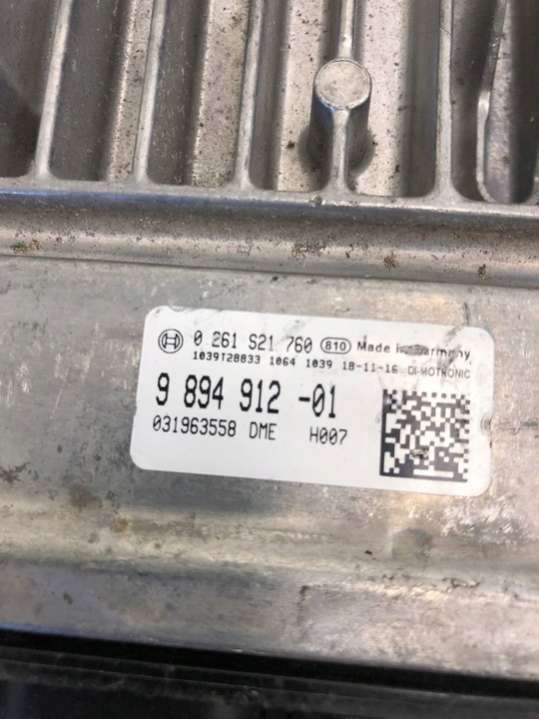 0 261 S21 760 810 Made in Germany
1039T28833 1064 1039 18-11-16 DI-MOTRONIC
9 894 912 -01
031963558 DME H007